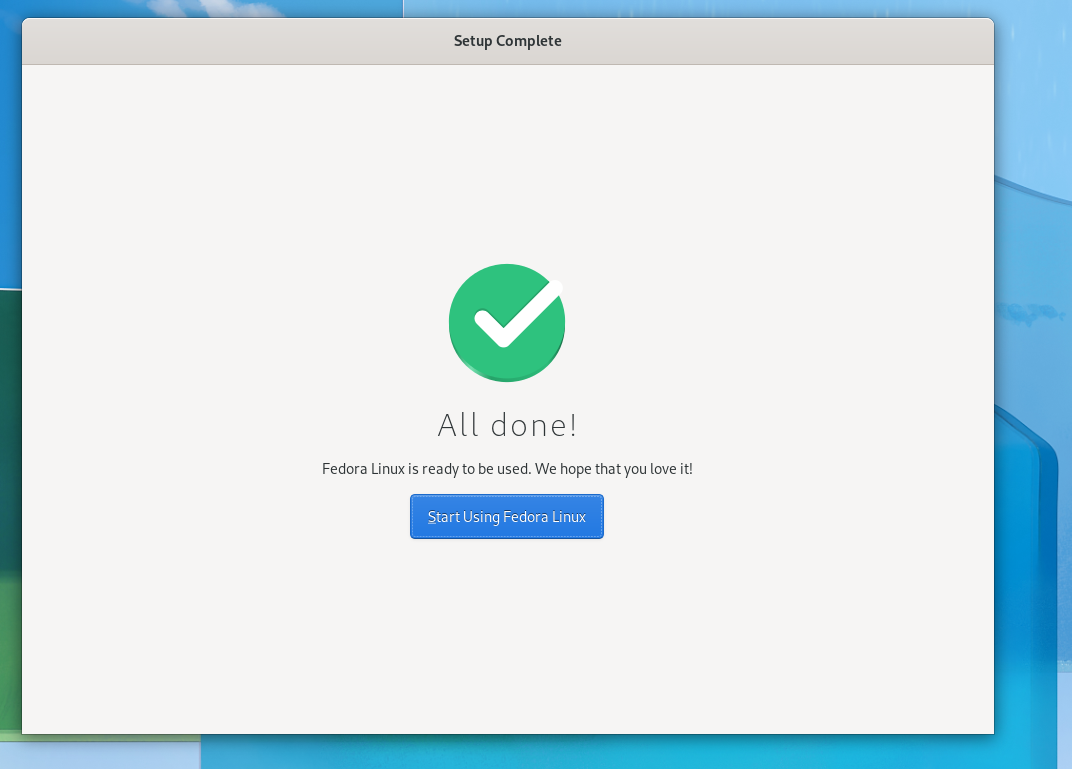 Setup Complete
All done!
Fedora Linux is ready to be used. We hope that you love it!
Start Using Fedora Linux